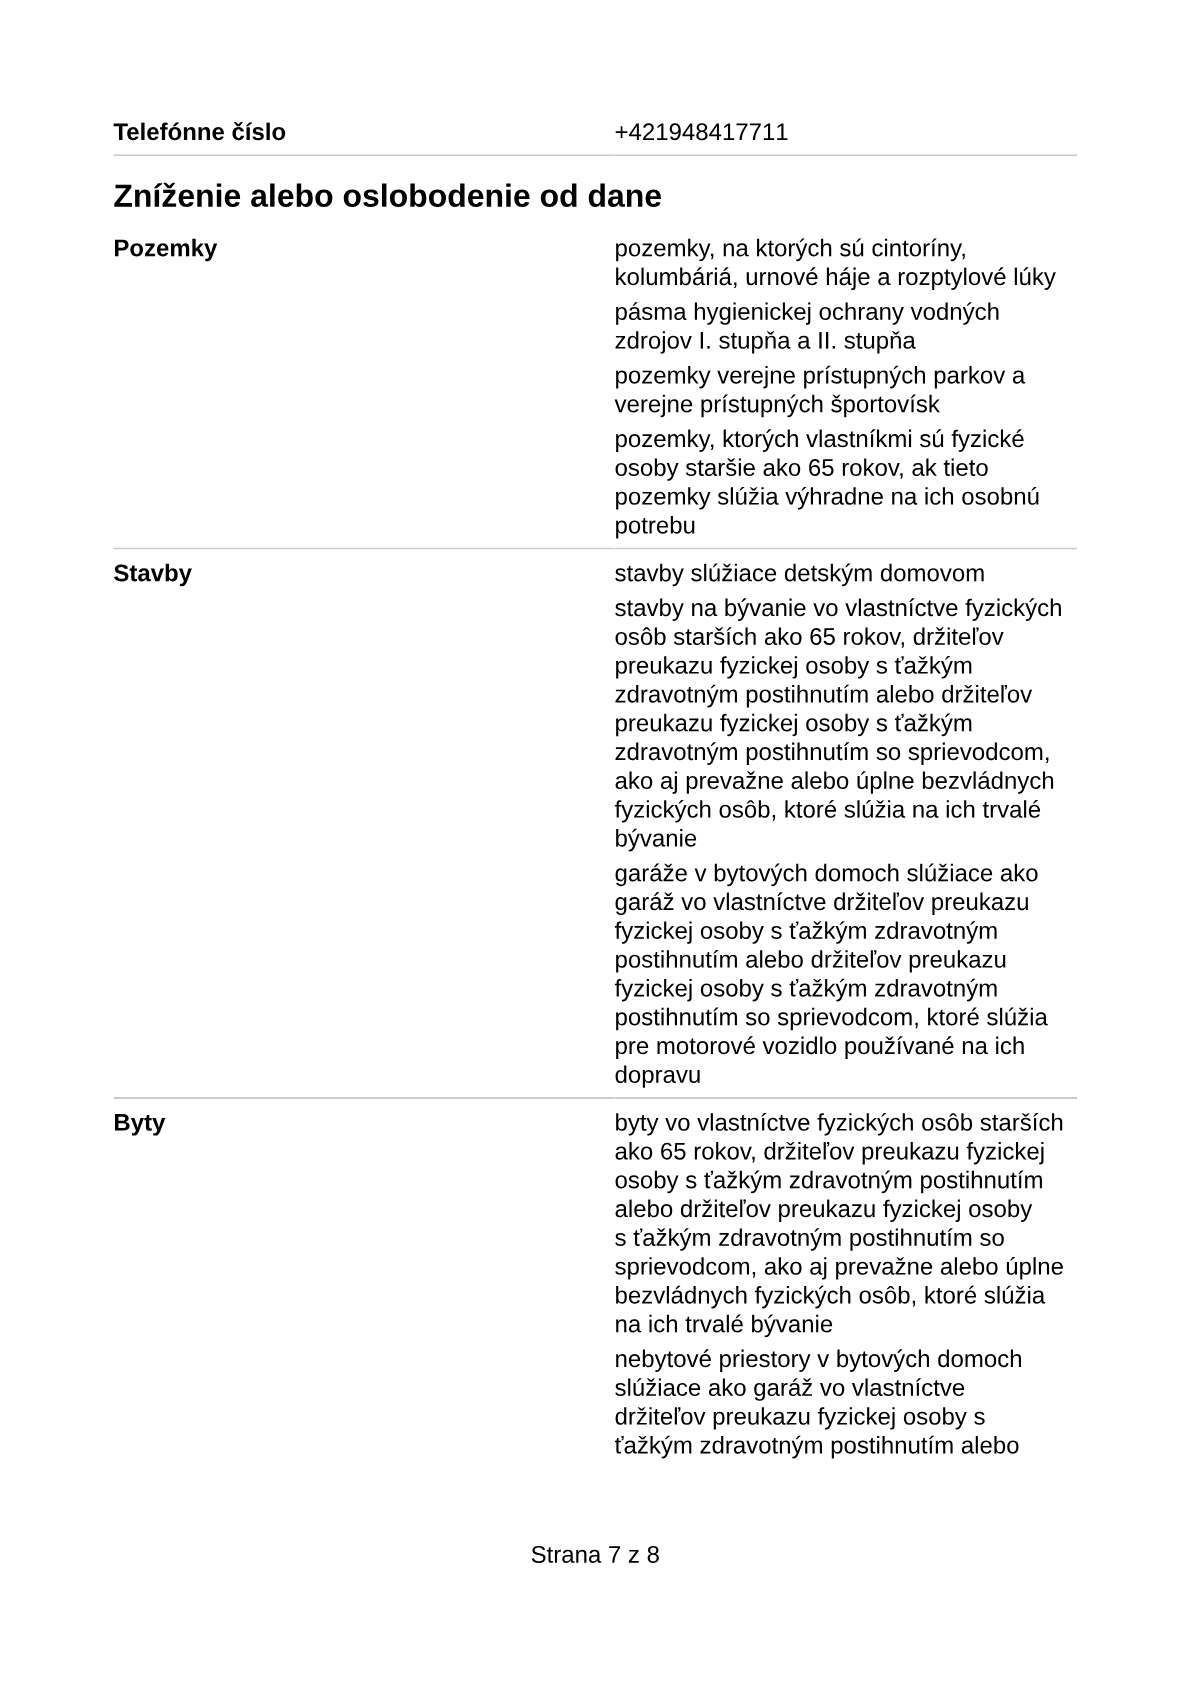 Telefónne číslo +421948417711
Zníženie alebo oslobodenie od dane
Pozemky pozemky, na ktorých sú cintoríny,
kolumbáriá, urnové háje a rozptylové lúky
pásma hygienickej ochrany vodných
zdrojov I. stupňa a II. stupňa
pozemky verejne prístupných parkov a
verejne prístupných športovísk
pozemky, ktorých vlastníkmi sú fyzické
osoby staršie ako 65 rokov, ak tieto
pozemky slúžia výhradne na ich osobnú
potrebu
Stavby stavby slúžiace detským domovom
stavby na bývanie vo vlastníctve fyzických
osôb starších ako 65 rokov, držiteľov
preukazu fyzickej osoby s ťažkým
zdravotným postihnutím alebo držiteľov
preukazu fyzickej osoby s ťažkým
zdravotným postihnutím so sprievodcom,
ako aj prevažne alebo úplne bezvládnych
fyzických osôb, ktoré slúžia na ich trvalé
bývanie
garáže v bytových domoch slúžiace ako
garáž vo vlastníctve držiteľov preukazu
fyzickej osoby s ťažkým zdravotným
postihnutím alebo držiteľov preukazu
fyzickej osoby s ťažkým zdravotným
postihnutím so sprievodcom, ktoré slúžia
pre motorové vozidlo používané na ich
dopravu
Byty byty vo vlastníctve fyzických osôb starších
ako 65 rokov, držiteľov preukazu fyzickej
osoby s ťažkým zdravotným postihnutím
alebo držiteľov preukazu fyzickej osoby
s ťažkým zdravotným postihnutím so
sprievodcom, ako aj prevažne alebo úplne
bezvládnych fyzických osôb, ktoré slúžia
na ich trvalé bývanie
nebytové priestory v bytových domoch
slúžiace ako garáž vo vlastníctve
držiteľov preukazu fyzickej osoby s
ťažkým zdravotným postihnutím alebo
Strana 7 z 8